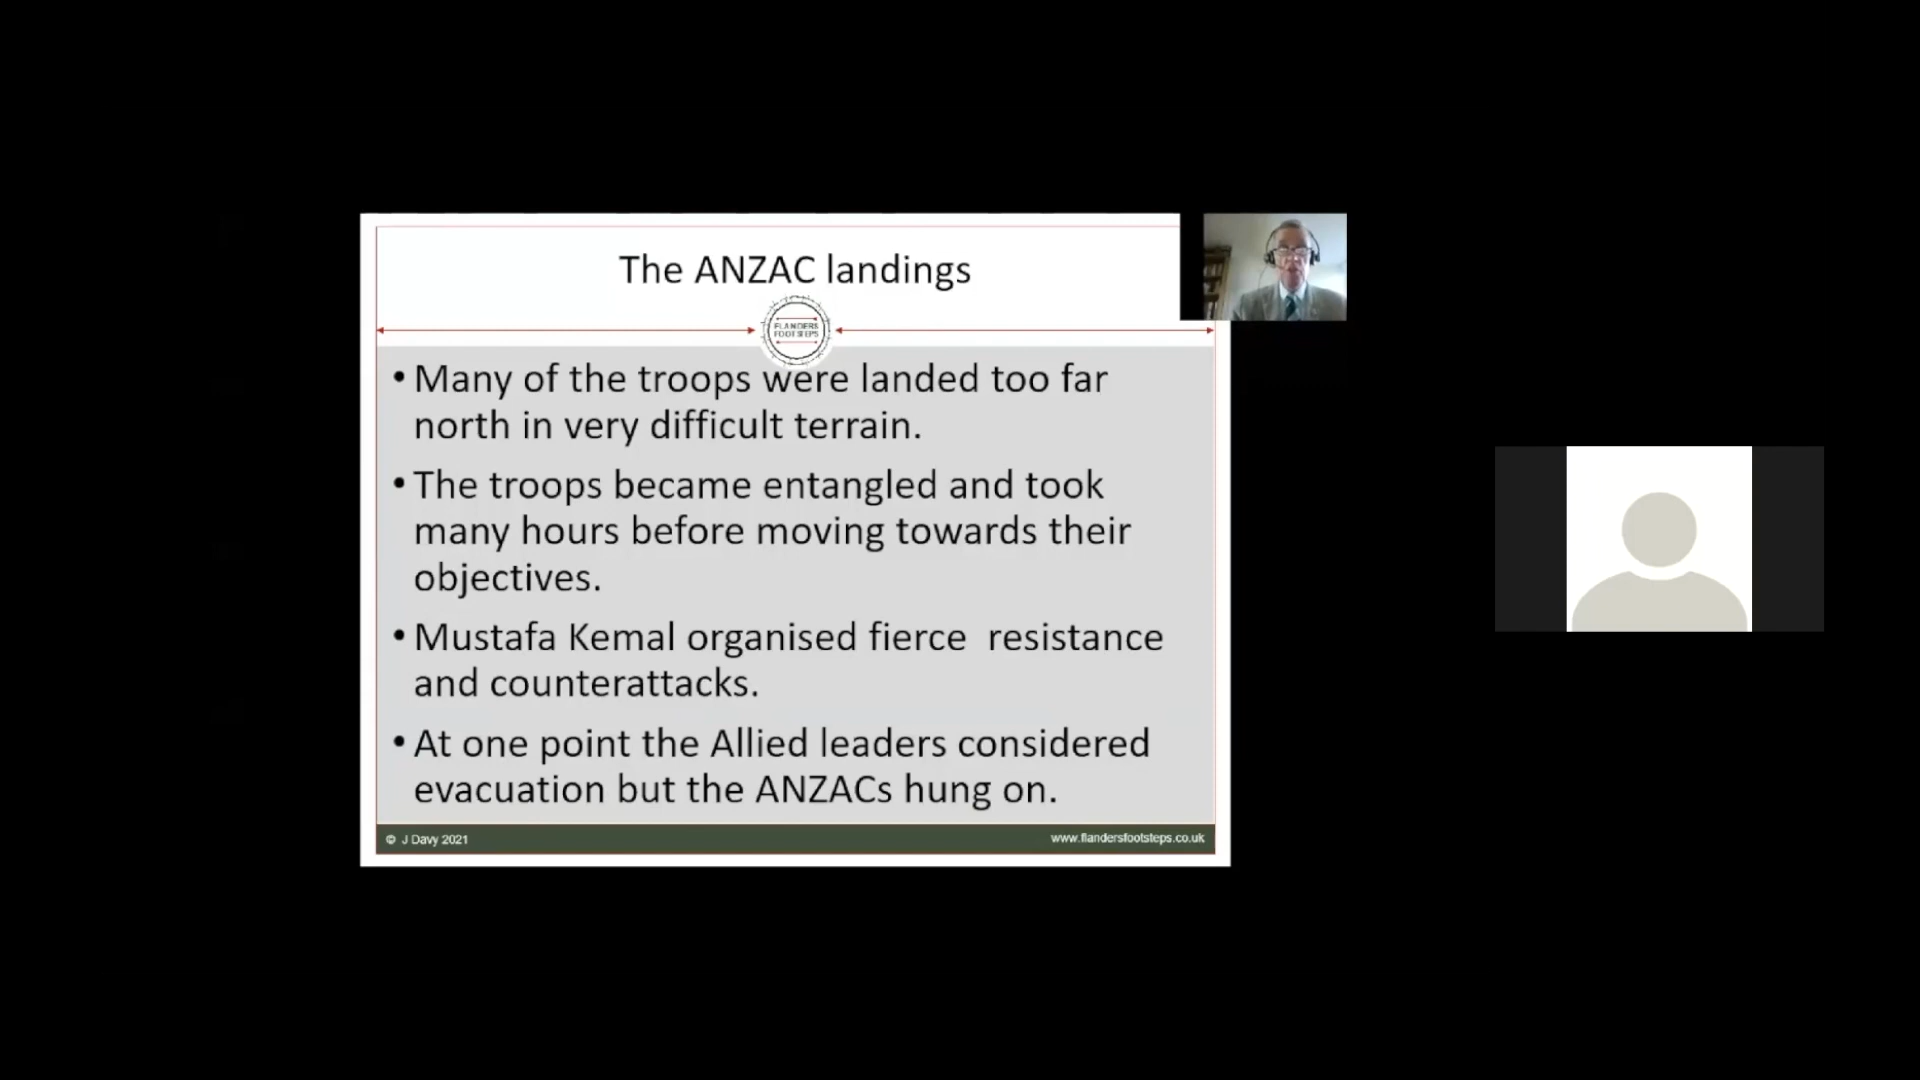 The ANZAC landings
FLANDERS
FOOTSTEPS
• Many of the troops were landed too far
north in very difficult terrain.
• The troops became entangled and took
many hours before moving towards their
objectives.
• Mustafa Kemal organised fierce  resistance
and counterattacks.
• At one point the Allied leaders considered
evacuation but the ANZACs hung on.
© J Davy 2021
www.flandersfootsteps.co.uk